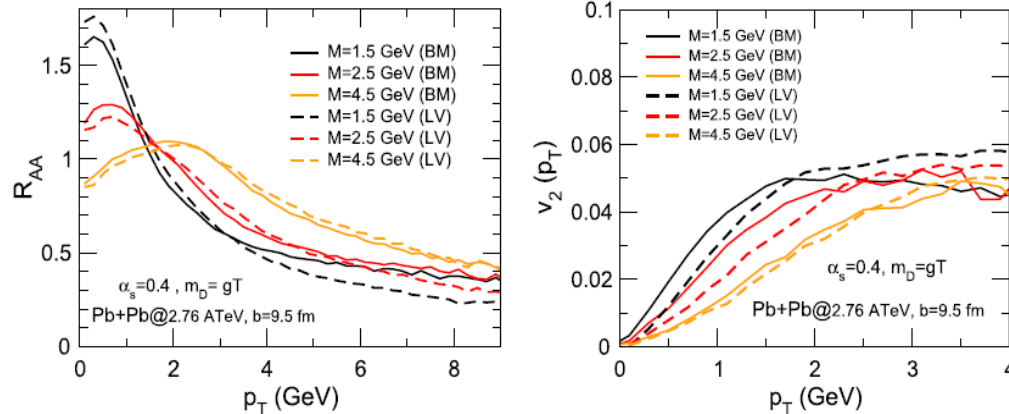 R_AA
1.5
1
0.5
0
M=1.5 GeV (BM)
M=2.5 GeV (BM)
M=4.5 GeV (BM)
M=1.5 GeV (LV)
M=2.5 GeV (LV)
M=4.5 GeV (LV)
α_s=0.4 , m_D= gT
Pb+Pb@2.76 ATeV, b=9.5 fm
0 2 4 6 8
p_T (GeV)
v_2 (p_T)
0.1
0.08
0.06
0.04
0.02
0
M=1.5 GeV (BM)
M=2.5 GeV (BM)
M=4.5 GeV (BM)
M=1.5 GeV (LV)
M=2.5 GeV (LV)
M=4.5 GeV (LV)
α_s=0.4, m_D=gT
Pb+Pb@2.76 ATeV, b=9.5 fm
0 1 2 3 4
p_T (GeV)